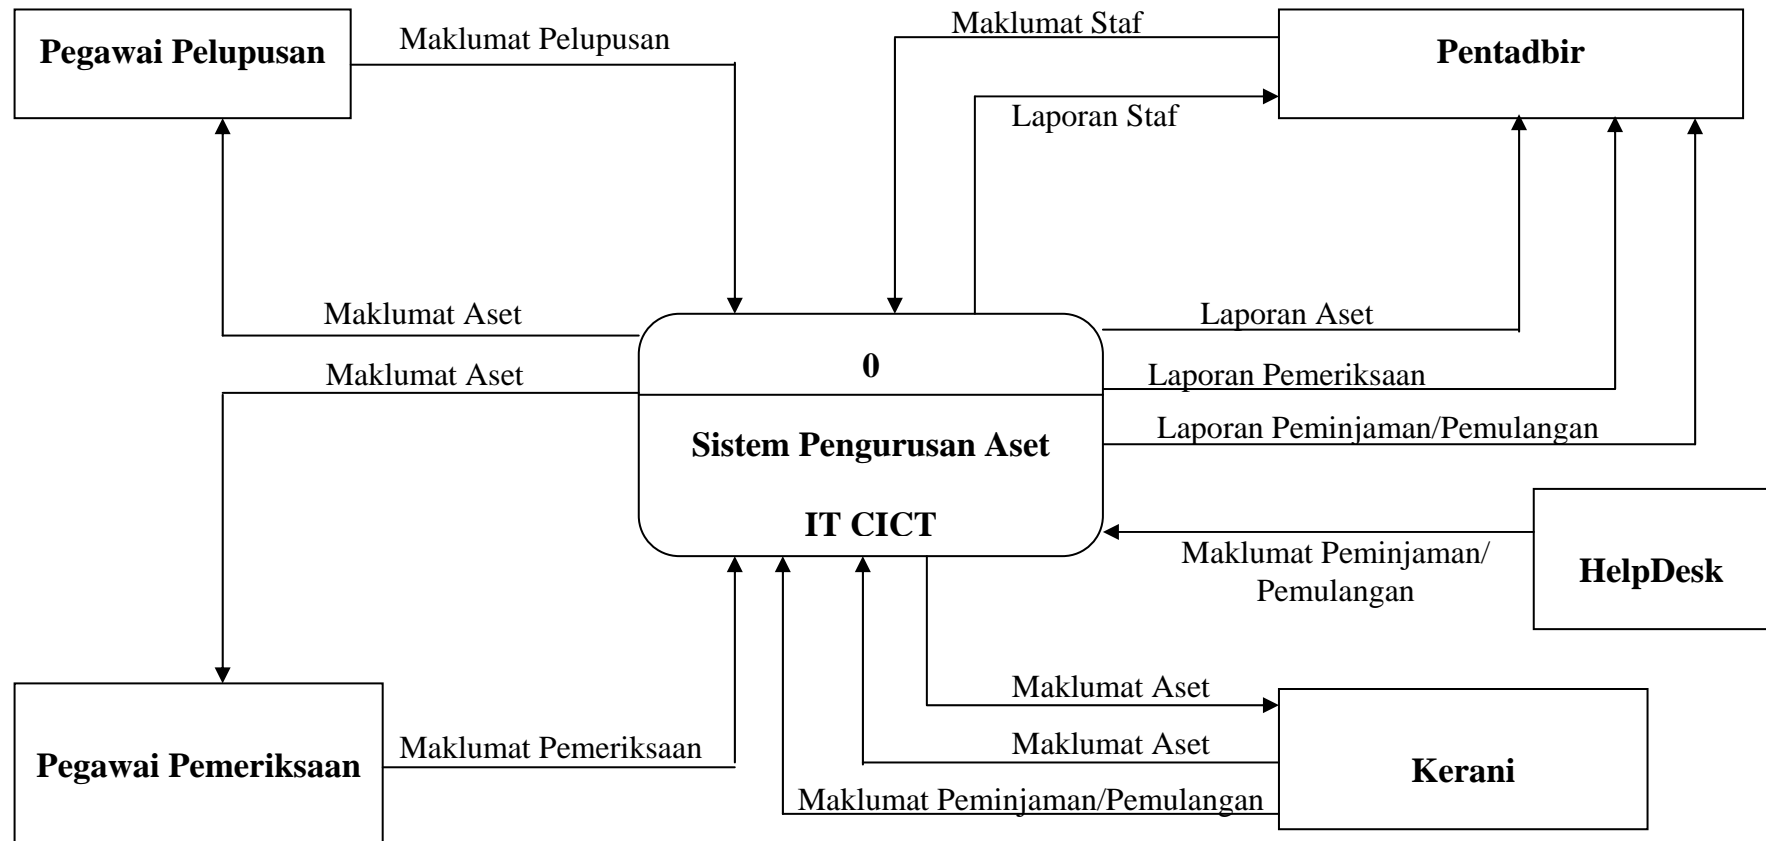 Maklumat Staf
Pegawai Pelupusan
Maklumat Pelupusan
Pentadbir
Laporan Staf
Maklumat Aset
Laporan Aset
0
Maklumat Aset
Laporan Pemeriksaan
Sistem Pengurusan Aset
IT CICT
Laporan Peminjaman/Pemulangan
Maklumat Peminjaman/
Pemulangan
HelpDesk
Maklumat Aset
Maklumat Aset
Pegawai Pemeriksaan
Maklumat Pemeriksaan
Kerani
Maklumat Peminjaman/Pemulangan